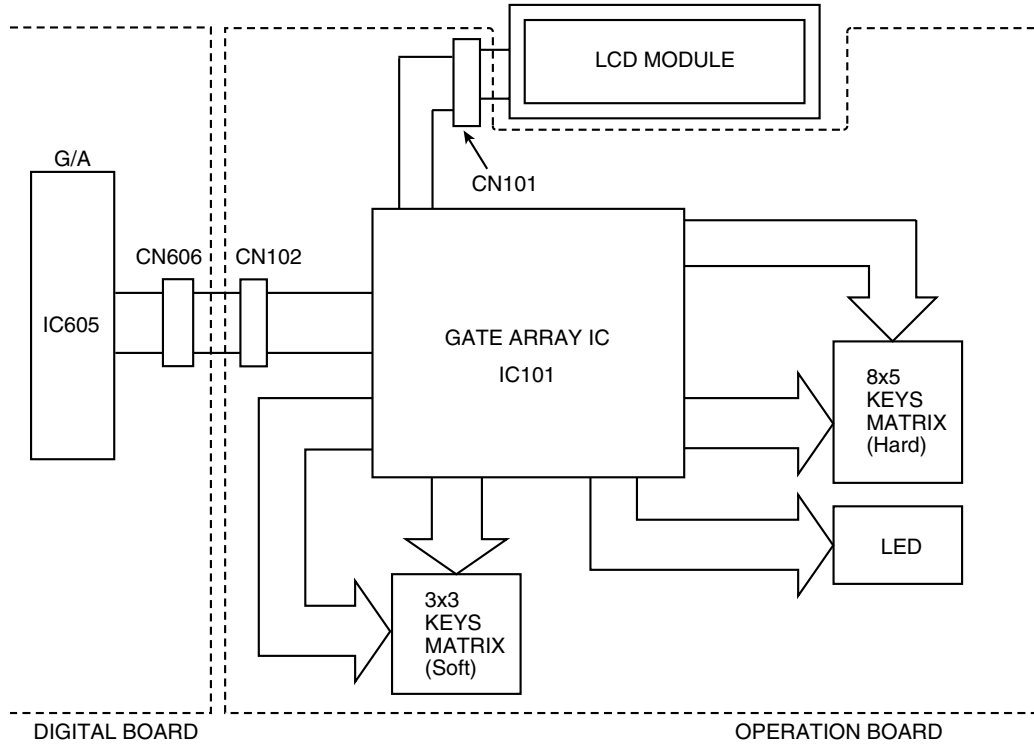 LCD MODULE
G/A
CN101
CN606
CN102
IC605
GATE ARRAY IC
IC101
8x5
KEYS
MATRIX
(Hard)
LED
3x3
KEYS
MATRIX
(Soft)
DIGITAL BOARD
OPERATION BOARD